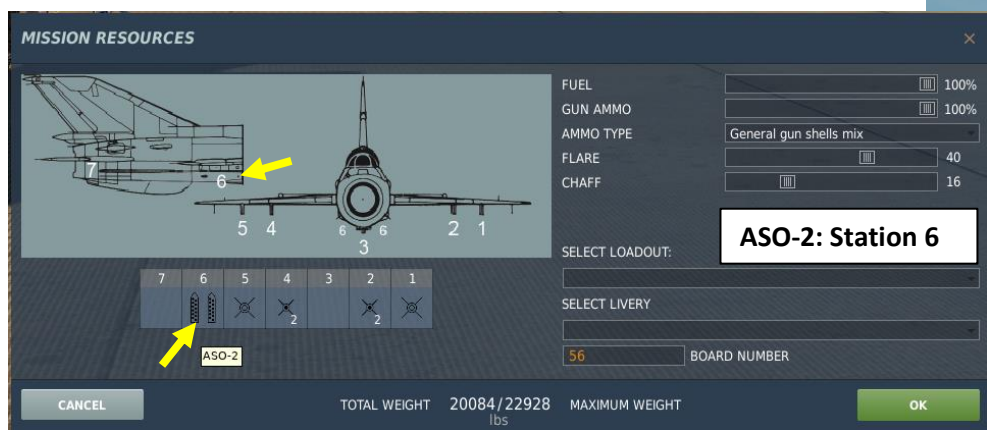 MISSION RESOURCES ×
FUEL 100%
GUN AMMO 100%
AMMO TYPE General gun shells mix
FLARE 40
CHAFF 16
7 6
5 4 6 3 6 2 1
ASO-2: Station 6
SELECT LOADOUT:
7 6 5 4 3 2 1
2 2
SELECT LIVERY
ASO-2
56 BOARD NUMBER
CANCEL TOTAL WEIGHT 20084/22928 MAXIMUM WEIGHT OK
lbs